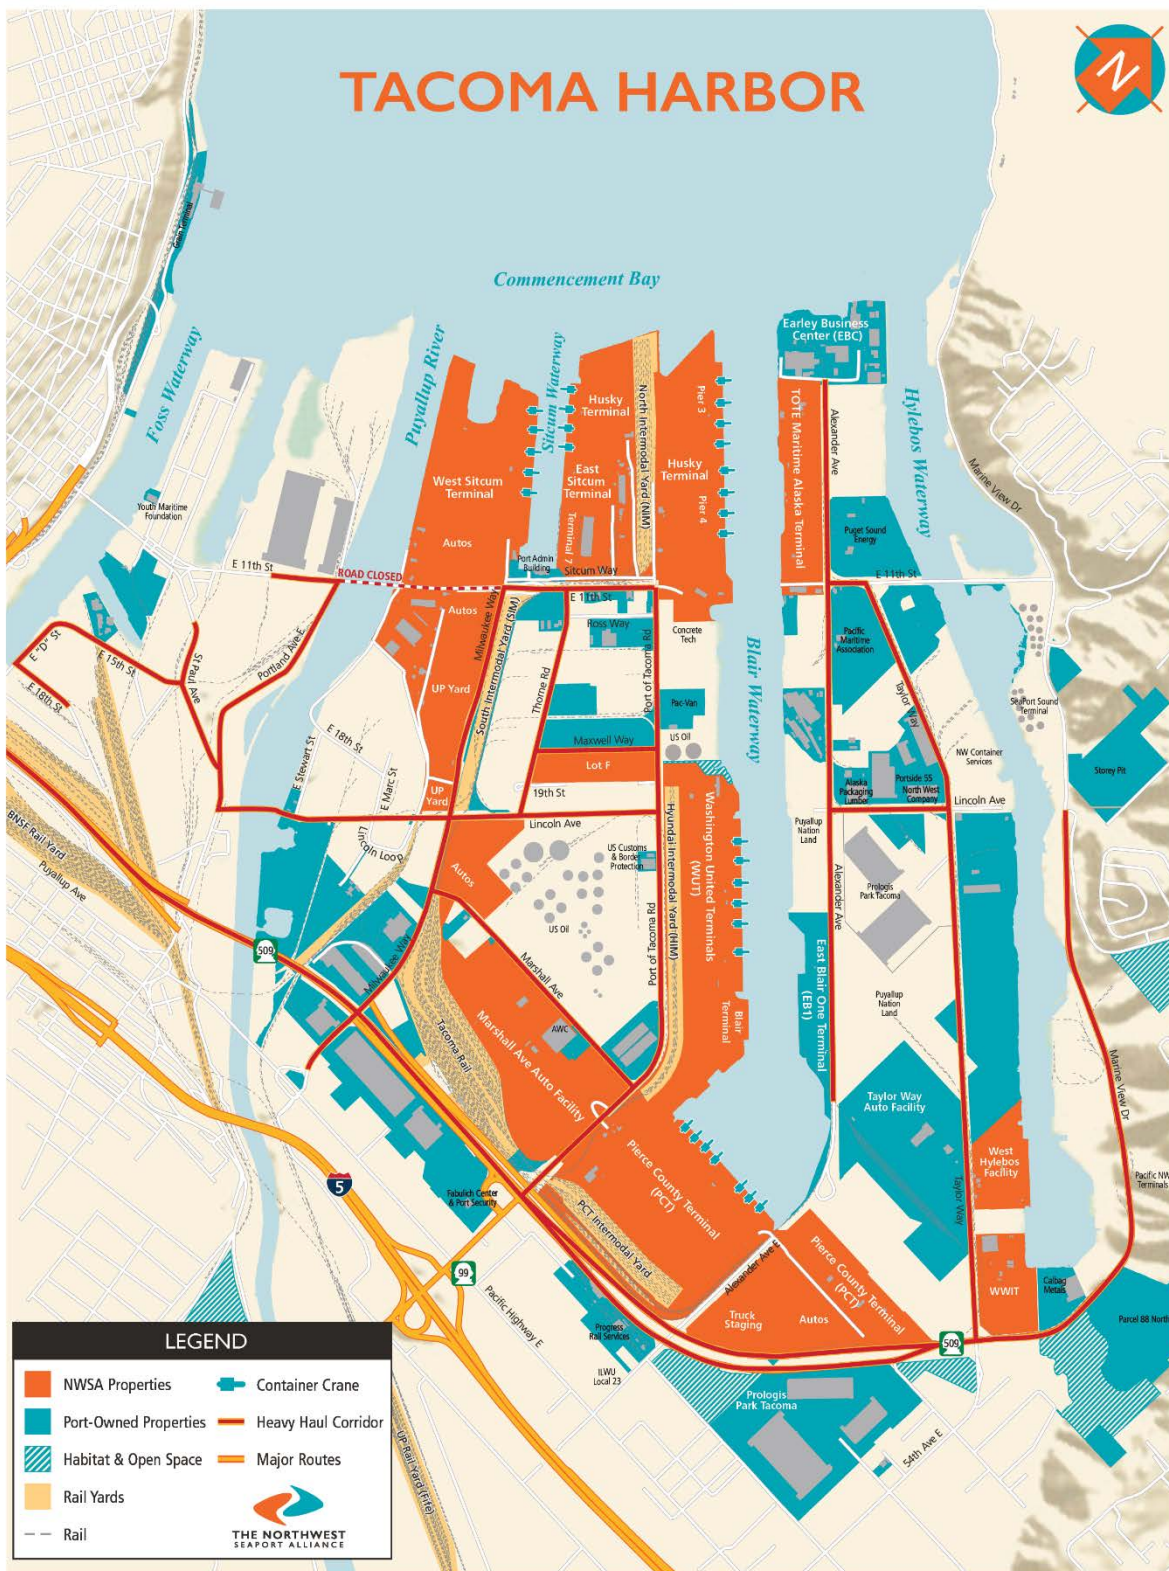 TACOMA HARBOR
N
Commencement Bay
Grain Terminal
Foss Waterway
Puyallup River
Sitcum Waterway
Hylebos Waterway
Blair Waterway
Earley Business
Center (EBC)
Husky
Terminal
North Intermodal Yard (NIM)
Pier 3
Husky
Terminal
Pier 4
TOTE Maritime Alaska Terminal
Alexander Ave
Marine View Dr
West Sitcum
Terminal
Autos
East
Sitcum
Terminal
Terminal 7
Youth Maritime
Foundation
Puget Sound
Energy
Port Admin
Building
Sitcum Way
E 11th St
ROAD CLOSED
E 11th St
E 11th St
Autos
Milwaukee Way
South Intermodal Yard (SIM)
Ross Way
Port of Tacoma Rd
Concrete
Tech
Pacific
Maritime
Association
E "D" St
E 15th St
E 18th St
St Paul Ave
Portland Ave E
UP Yard
Thorne Rd
Pac-Van
Taylor Way
SeaPort Sound
Terminal
Maxwell Way
US Oil
E 18th St
E Stewart St
E Marc St
Lot F
UP
Yard
19th St
NW Container
Services
Storey Pit
Alaska
Packaging
Lumber
Portside 55
North West
Company
Lincoln Ave
Lincoln Ave
Lincoln Loop
Puyallup
Nation
Land
BNSF Rail Yard
Puyallup Ave
Autos
US Customs
& Border
Protection
Hyundai Intermodal Yard (HIM)
Washington United Terminals
(WUT)
Alexander Ave
Prologis
Park Tacoma
US Oil
Port of Tacoma Rd
509
Milwaukee Way
Marshall Ave
East Blair One Terminal
(EB1)
Puyallup
Nation
Land
Blair
Terminal
Tacoma Rail
AWC
Marshall Ave Auto Facility
Marine View Dr
Taylor Way
Auto Facility
West
Hylebos
Facility
Pacific NW
Terminals
5
Fabulich Center
& Port Security
Pierce County Terminal
(PCT)
PCT Intermodal Yard
Taylor Way
Alexander Ave E
Pierce County Terminal
(PCT)
99
Pacific Highway E
Truck
Staging
Autos
WWIT
Calbag
Metals
Parcel 88 North
Progress
Rail Services
509
ILWU
Local 23
Prologis
Park Tacoma
54th Ave E
UP Rail Yard (Fife)
LEGEND
NWSA Properties
Container Crane
Port-Owned Properties
Heavy Haul Corridor
Habitat & Open Space
Major Routes
Rail Yards
Rail
THE NORTHWEST
SEAPORT ALLIANCE